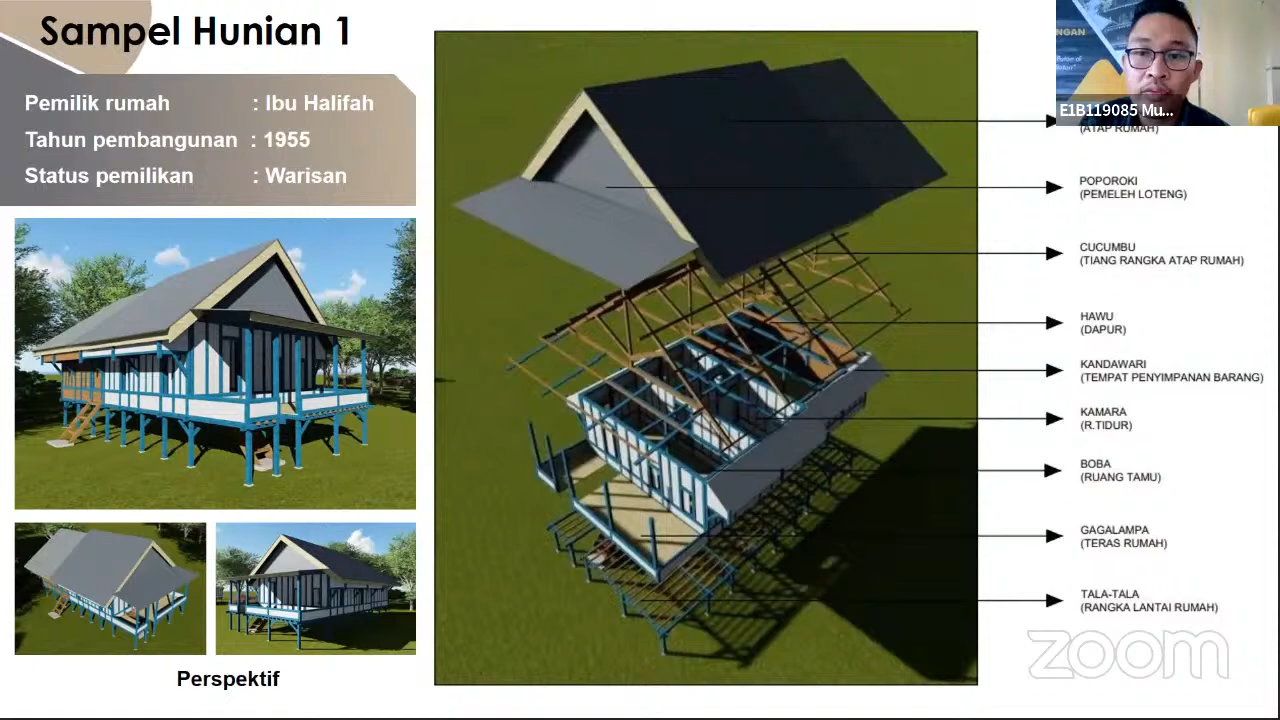 Sampel Hunian 1
Pemilik rumah : Ibu Halifah
Tahun pembangunan : 1955
Status pemilikan : Warisan
Perspektif
NGAN
E1B119085 Mu...
(ATAP RUMAH)
POPOROKI
(PEMELEH LOTENG)
CUCUMBU
(TIANG RANGKA ATAP RUMAH)
HAWU
(DAPUR)
KANDAWARI
(TEMPAT PENYIMPANAN BARANG)
KAMARA
(R.TIDUR)
BOBA
(RUANG TAMU)
GAGALAMPA
(TERAS RUMAH)
TALA-TALA
(RANGKA LANTAI RUMAH)
zoom